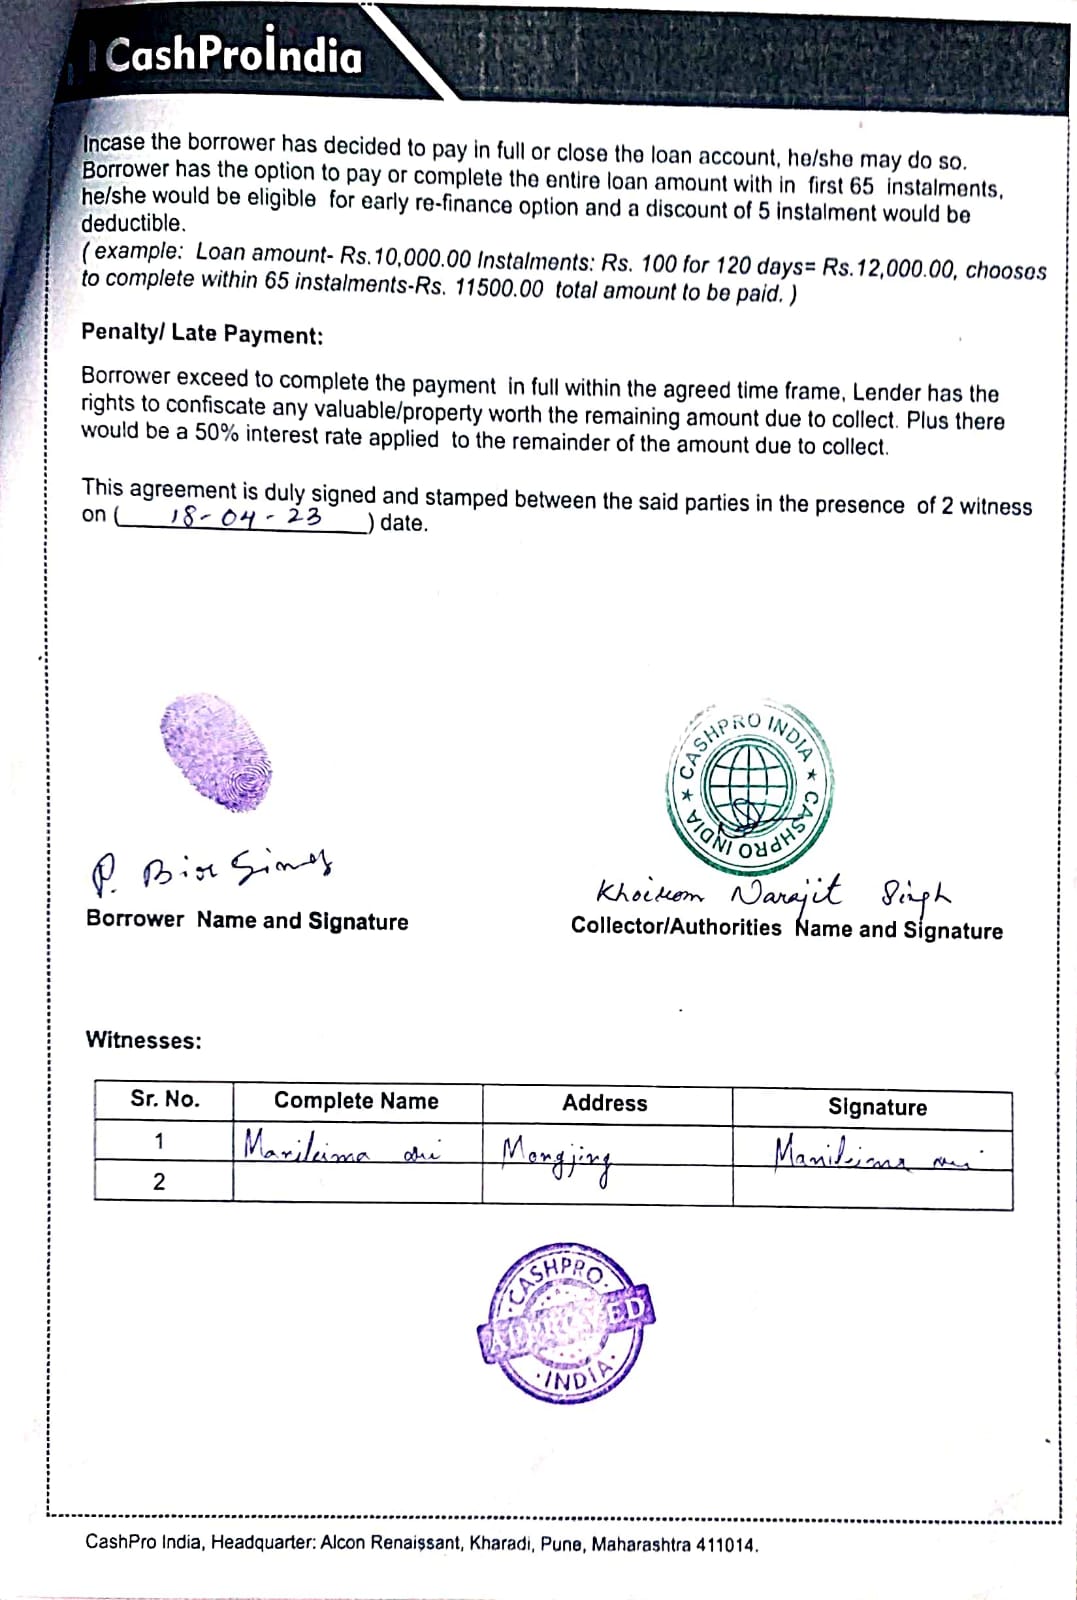 CashProindia
Incase the borrower has decided to pay in full or close the loan account, he/she may do so.
Borrower has the option to pay or complete the entire loan amount with in first 65 instalments,
he/she would be eligible for early re-finance option and a discount of 5 instalment would be
deductible.
(example: Loan amount- Rs.10,000.00 Instalments: Rs. 100 for 120 days= Rs.12,000.00, chooses
to complete within 65 instalments-Rs. 11500.00 total amount to be paid. )
Penalty/ Late Payment:
Borrower exceed to complete the payment in full within the agreed time frame, Lender has the
rights to confiscate any valuable/property worth the remaining amount due to collect. Plus there
would be a 50% interest rate applied to the remainder of the amount due to collect.
This agreement is duly signed and stamped between the said parties in the presence of 2 witness
on ( 18-04-23 ) date.
CASHPRO INDIA ★ CASHPRO INDIA ★
P. Bior
Khoirom Narajit Singh
Borrower Name and Signature
Collector/Authorities Name and Signature
Witnesses:
Sr. No. Complete Name Address Signature
1 Manileima Mongjing Manileima
2
CASHPRO
APPROVED
INDIA
CashPro India, Headquarter: Alcon Renaissant, Kharadi, Pune, Maharashtra 411014.